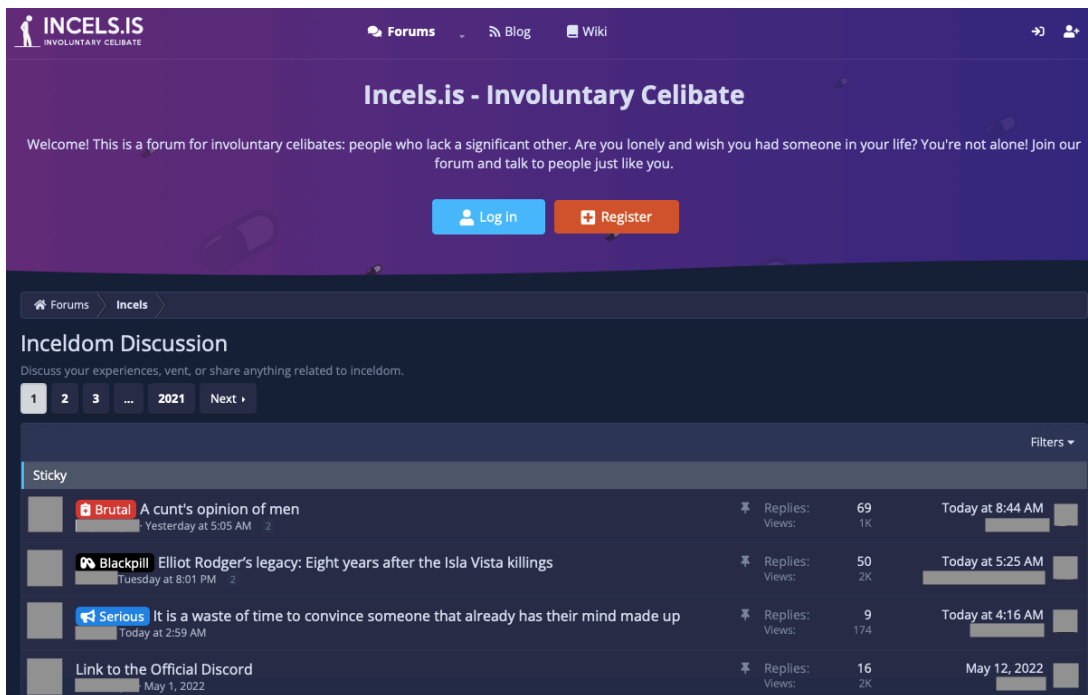 INCELS.IS
INVOLUNTARY CELIBATE
Forums
Blog
Wiki
Incels.is - Involuntary Celibate
Welcome! This is a forum for involuntary celibates: people who lack a significant other. Are you lonely and wish you had someone in your life? You're not alone! Join our
forum and talk to people just like you.
Log in
Register
Forums
Incels
Inceldom Discussion
Discuss your experiences, vent, or share anything related to inceldom.
1 2 3 ... 2021 Next
Filters
Sticky
Brutal A cunt's opinion of men
Yesterday at 5:05 AM 2
Replies: 69
Views: 1K
Today at 8:44 AM
Blackpill Elliot Rodger’s legacy: Eight years after the Isla Vista killings
Tuesday at 8:01 PM 2
Replies: 50
Views: 2K
Today at 5:25 AM
Serious It is a waste of time to convince someone that already has their mind made up
Today at 2:59 AM
Replies: 9
Views: 174
Today at 4:16 AM
Link to the Official Discord
May 1, 2022
Replies: 16
Views: 2K
May 12, 2022